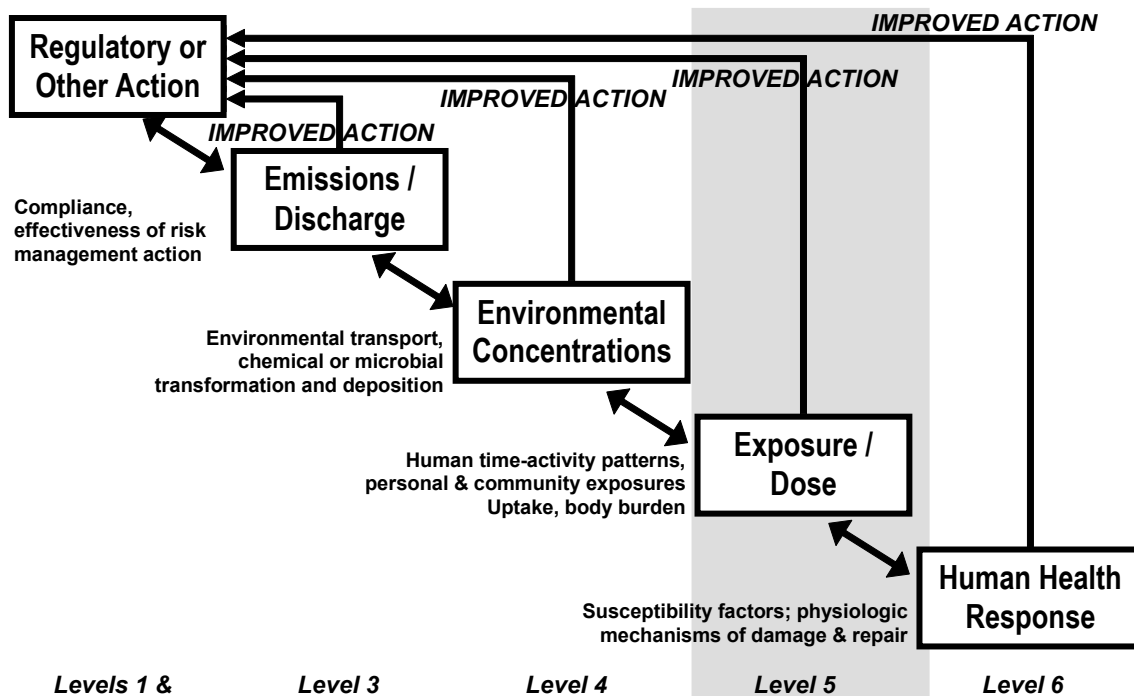 IMPROVED ACTION
Regulatory or
Other Action
IMPROVED ACTION
IMPROVED ACTION
IMPROVED ACTION
Emissions /
Discharge
Compliance,
effectiveness of risk
management action
Environmental
Concentrations
Environmental transport,
chemical or microbial
transformation and deposition
Exposure /
Dose
Human time-activity patterns,
personal & community exposures
Uptake, body burden
Human Health
Response
Susceptibility factors; physiologic
mechanisms of damage & repair
Levels 1 & Level 3 Level 4 Level 5 Level 6